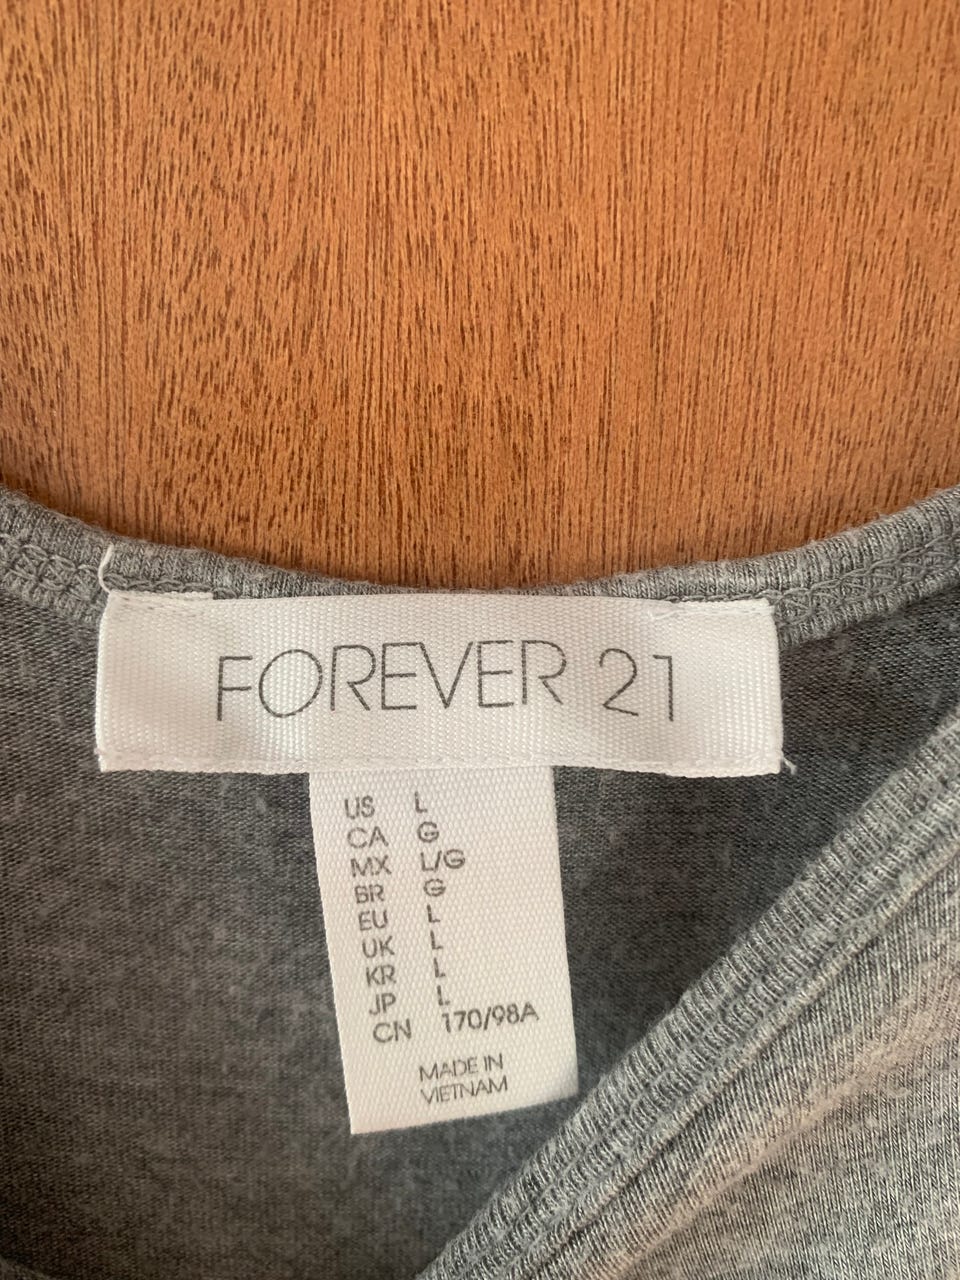 FOREVER 21
US L
CA G
MX L/G
BR G
EU L
UK L
KR L
JP L
CN 170/98A
MADE IN
VIETNAM